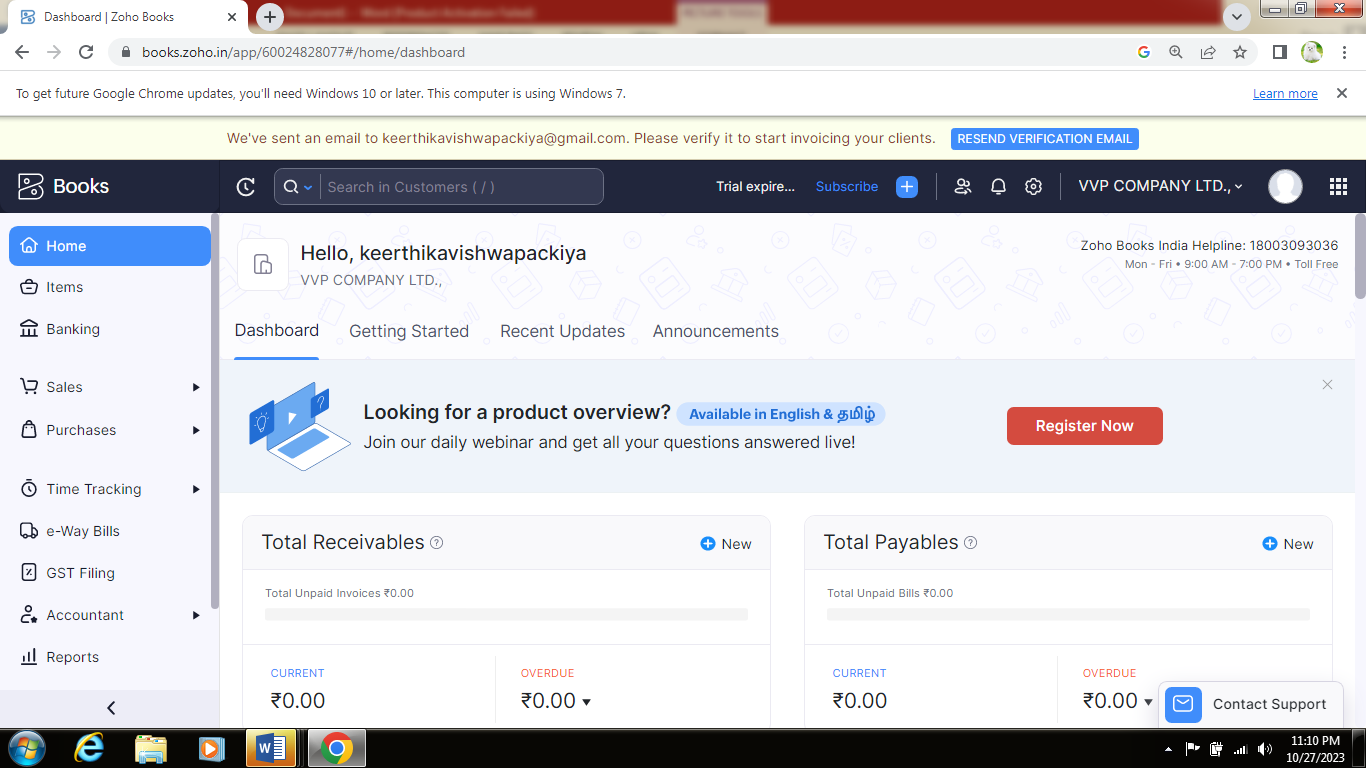 Dashboard | Zoho Books
books.zoho.in/app/60024828077#/home/dashboard
To get future Google Chrome updates, you'll need Windows 10 or later. This computer is using Windows 7.
Learn more
We've sent an email to keerthikavishwapackiya@gmail.com. Please verify it to start invoicing your clients.
RESEND VERIFICATION EMAIL
Books
Search in Customers ( / )
Trial expire...
Subscribe
VVP COMPANY LTD.,
Home
Items
Banking
Sales
Purchases
Time Tracking
e-Way Bills
GST Filing
Accountant
Reports
Hello, keerthikavishwapackiya
VVP COMPANY LTD.,
Zoho Books India Helpline: 18003093036
Mon - Fri • 9:00 AM - 7:00 PM • Toll Free
Dashboard
Getting Started
Recent Updates
Announcements
Looking for a product overview?
Available in English & தமிழ்
Join our daily webinar and get all your questions answered live!
Register Now
Total Receivables
New
Total Unpaid Invoices ₹0.00
CURRENT
₹0.00
OVERDUE
₹0.00
Total Payables
New
Total Unpaid Bills ₹0.00
CURRENT
₹0.00
OVERDUE
₹0.00
Contact Support
11:10 PM
10/27/2023